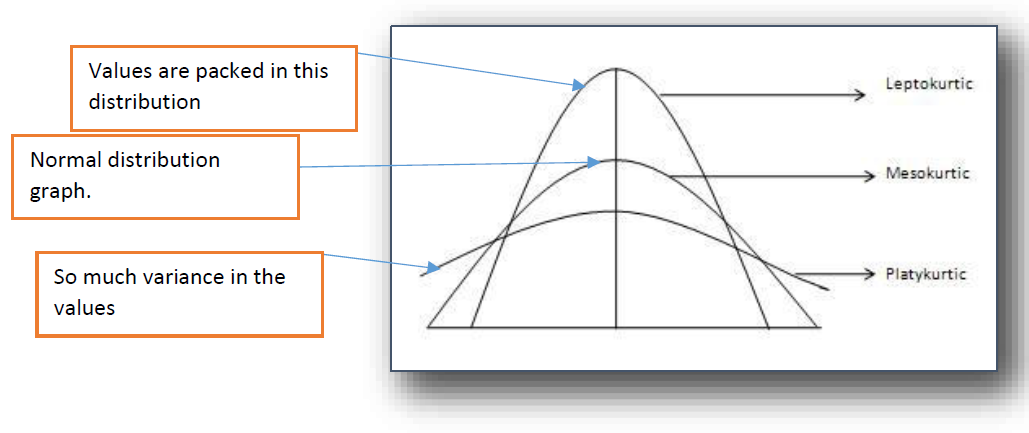 Values are packed in this
distribution
Normal distribution
graph.
So much variance in the
values
Leptokurtic
Mesokurtic
Platykurtic